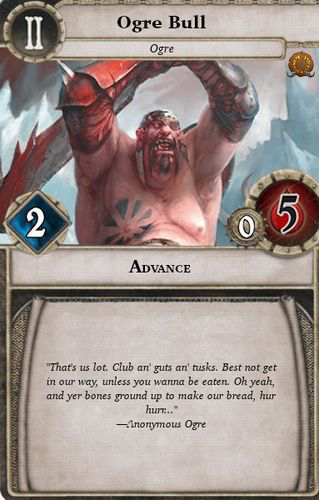 II
Ogre Bull
Ogre
2
0
5
ADVANCE
"That's us lot. Club an' guts an' tusks. Best not get
in our way, unless you wanna be eaten. Oh yeah,
and yer bones ground up to make our bread, hur
hurr..."
—Anonymous Ogre